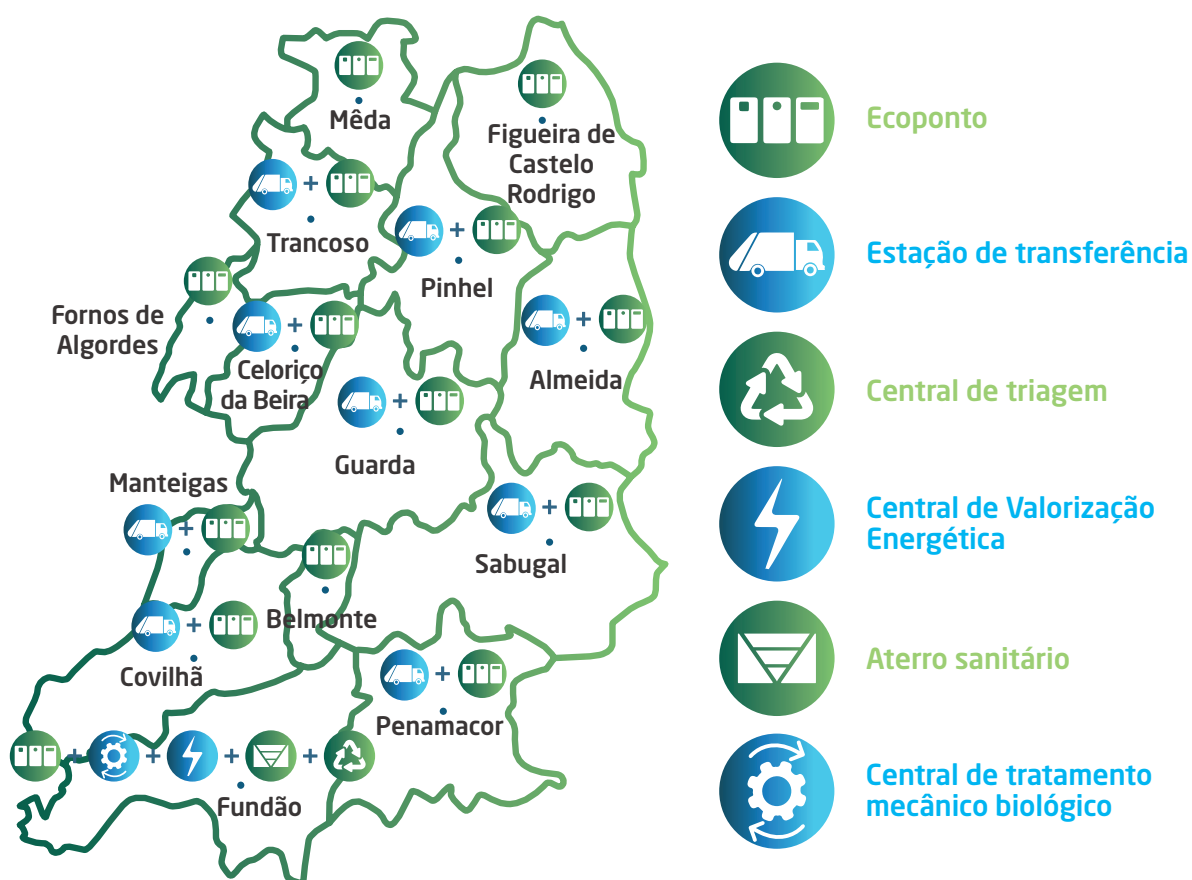 Mêda
Figueira de
Castelo
Rodrigo
Trancoso
Pinhel
Fornos de
Algordes
Celoriço
da Beira
Almeida
Guarda
Manteigas
Sabugal
Belmonte
Covilhã
Penamacor
Fundão
Ecoponto
Estação de transferência
Central de triagem
Central de Valorização
Energética
Aterro sanitário
Central de tratamento
mecânico biológico